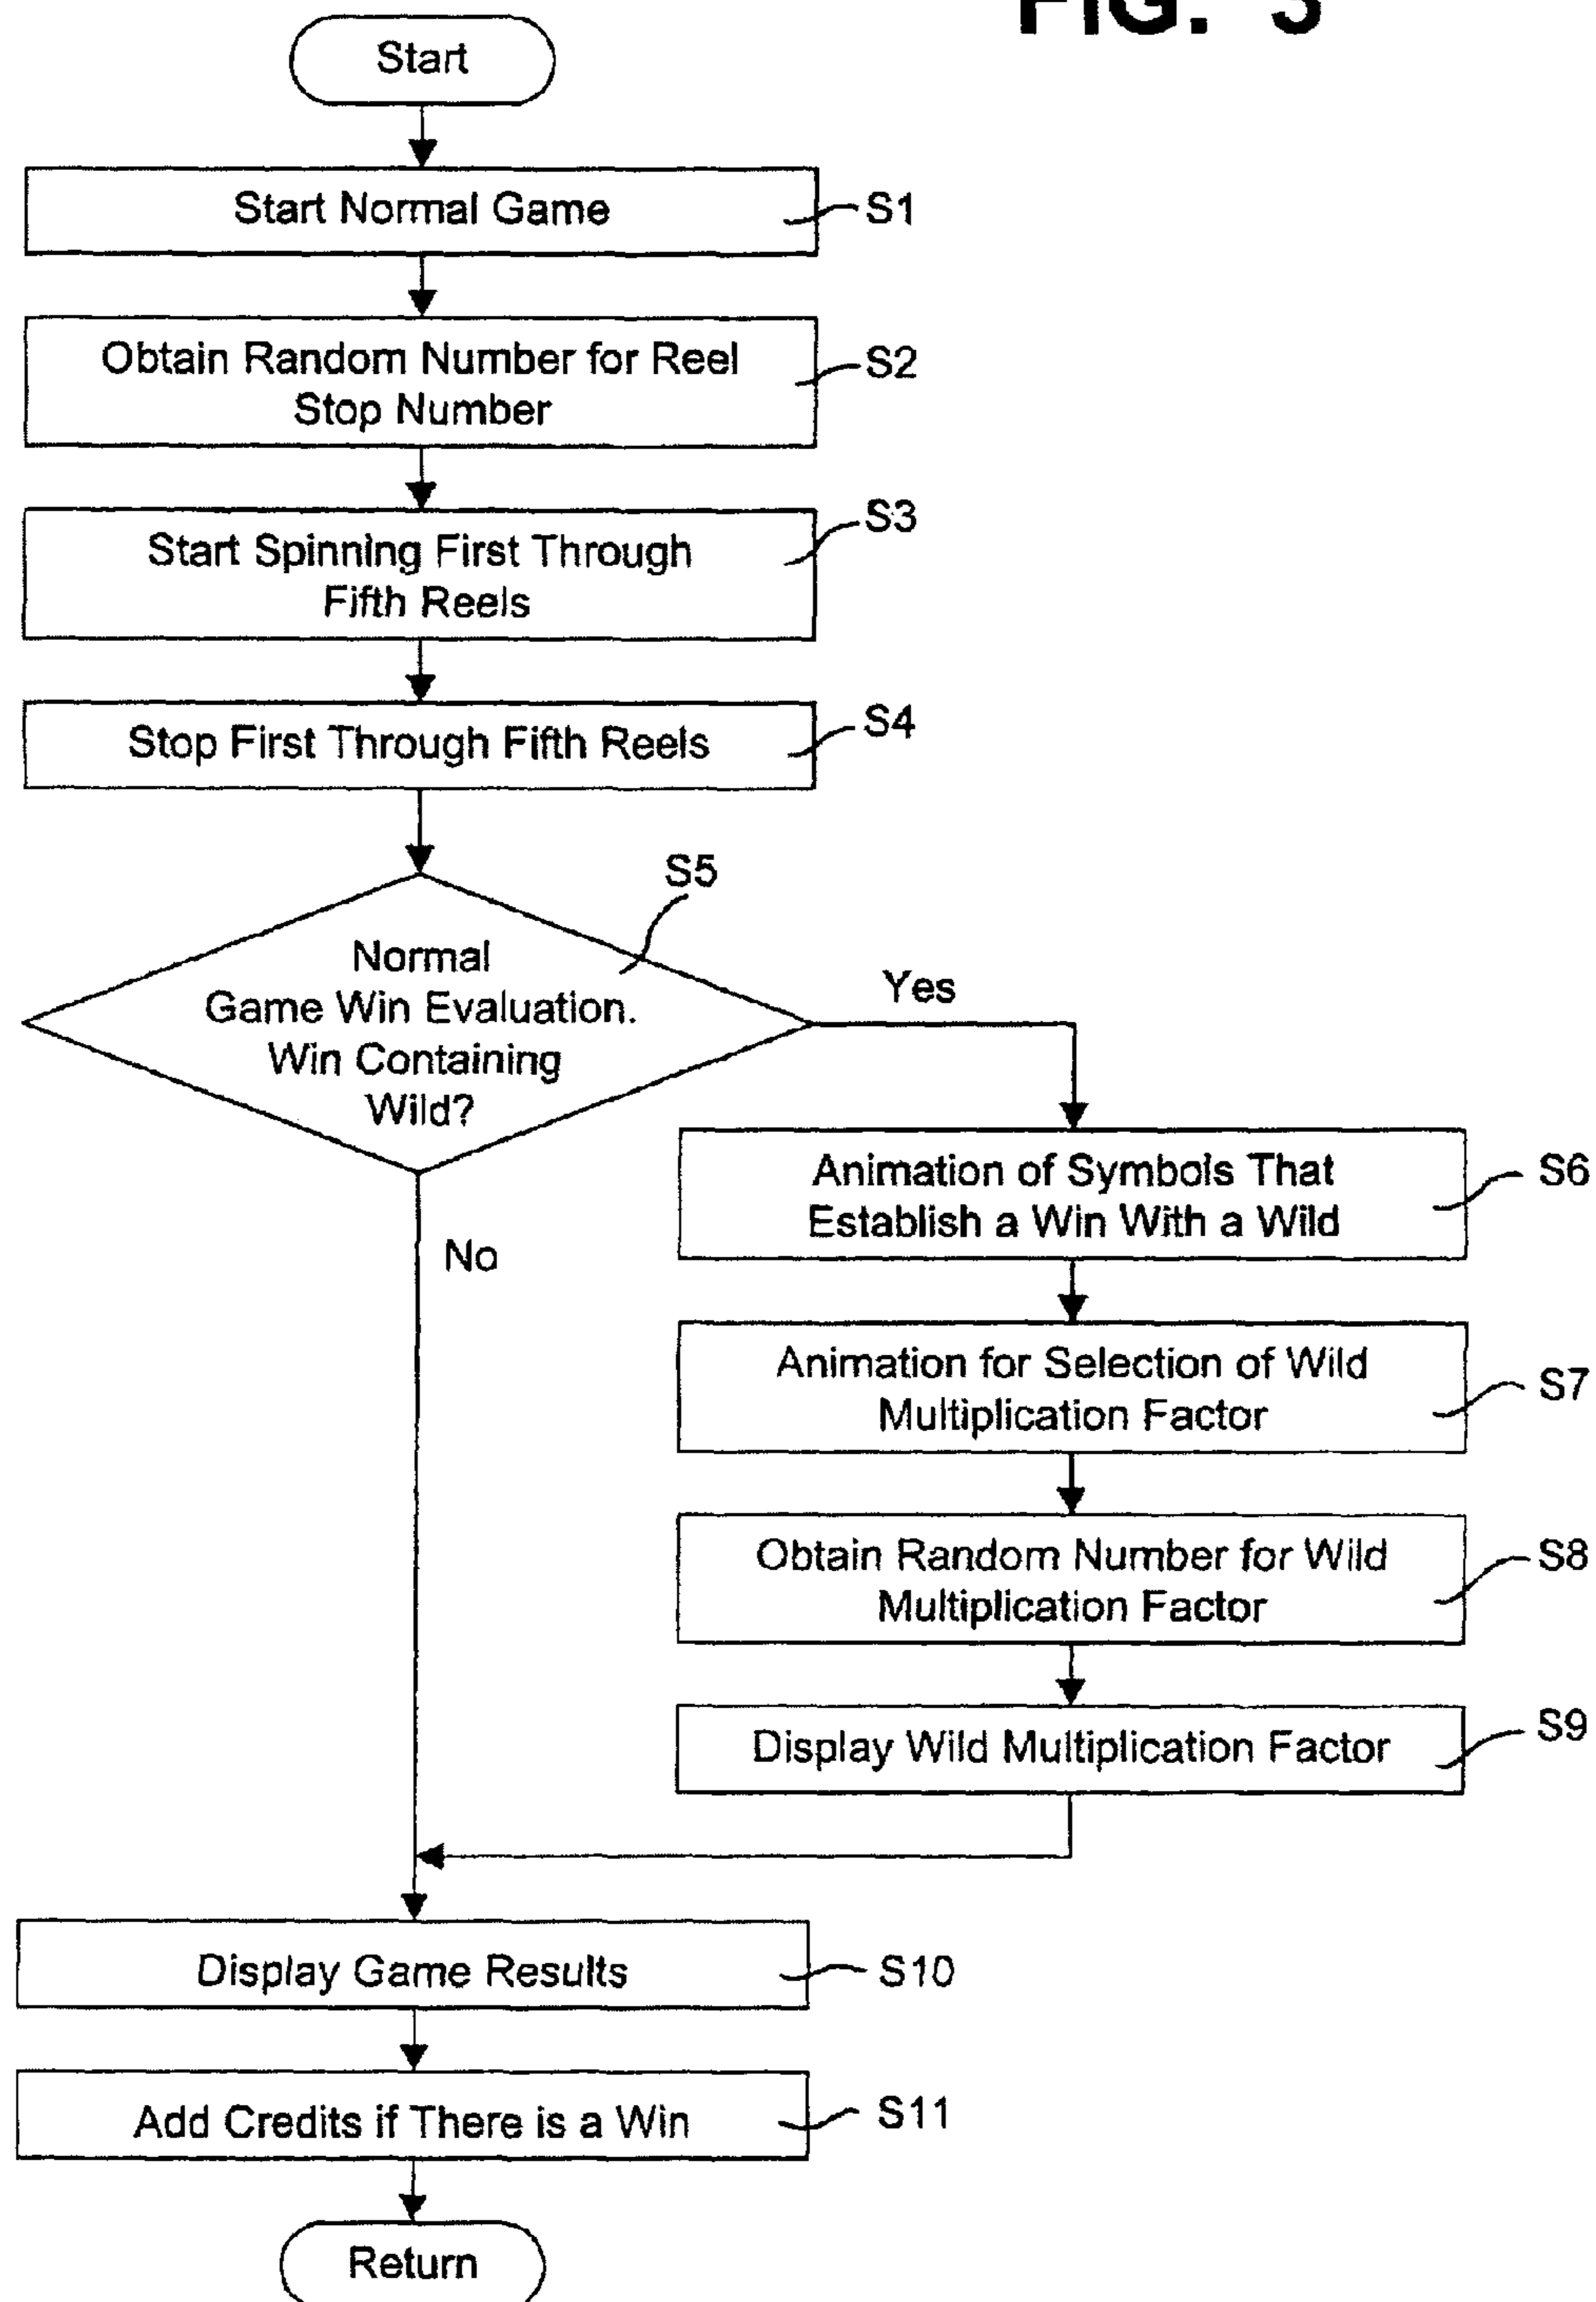 FIG. 3
Start
Start Normal Game
S1
Obtain Random Number for Reel
Stop Number
S2
Start Spinning First Through
Fifth Reels
S3
Stop First Through Fifth Reels
S4
S5
Normal
Game Win Evaluation.
Win Containing
Wild?
Yes
No
Animation of Symbols That
Establish a Win With a Wild
S6
Animation for Selection of Wild
Multiplication Factor
S7
Obtain Random Number for Wild
Multiplication Factor
S8
Display Wild Multiplication Factor
S9
Display Game Results
S10
Add Credits if There is a Win
S11
Return